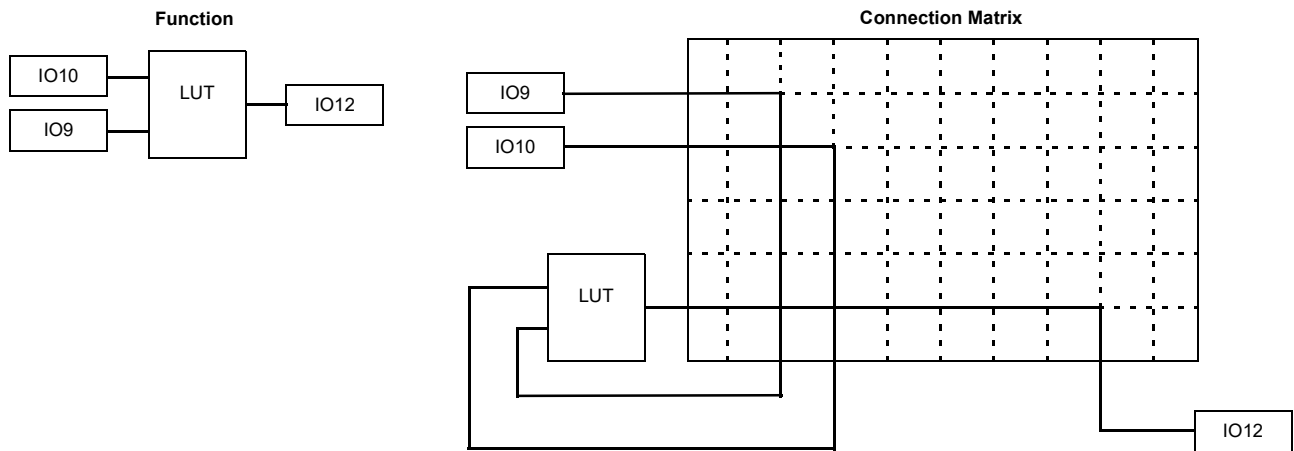 Function
IO10
LUT
IO12
IO9
Connection Matrix
IO9
IO10
LUT
IO12